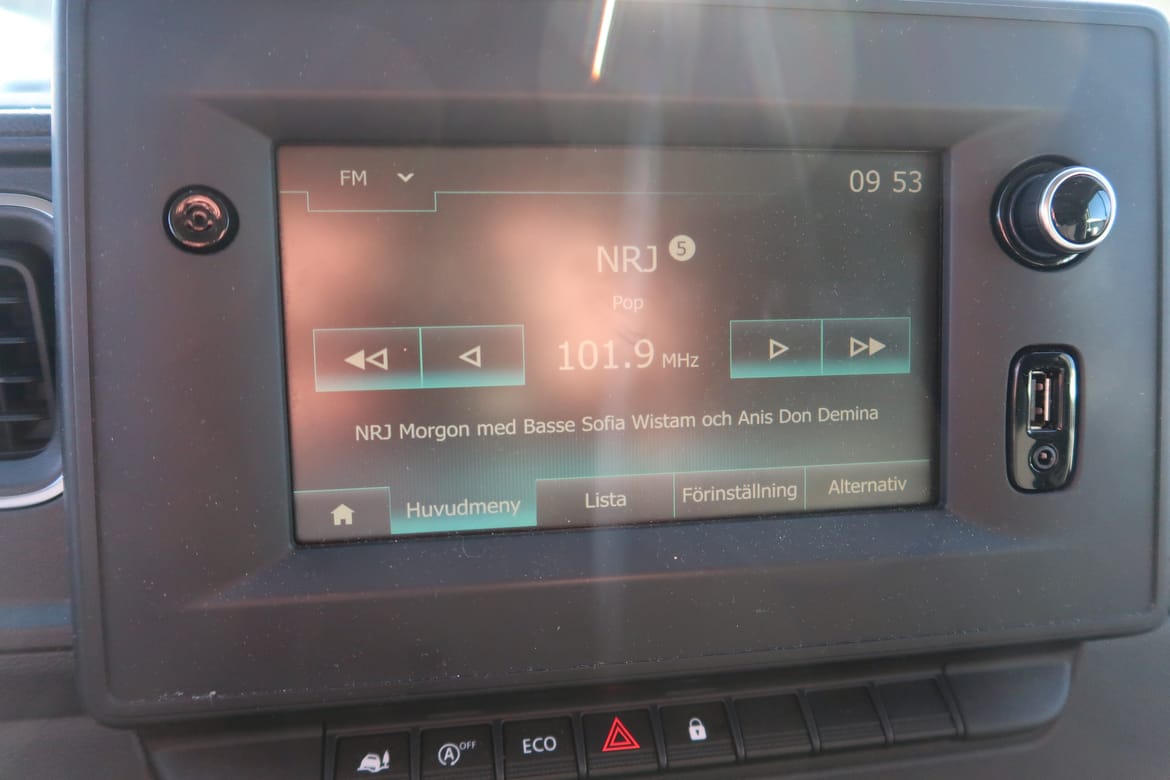 FM
09 53
NRJ 5
Pop
101.9 MHz
NRJ Morgon med Basse Sofia Wistam och Anis Don Demina
Huvudmeny Lista Förinställning Alternativ
A OFF ECO